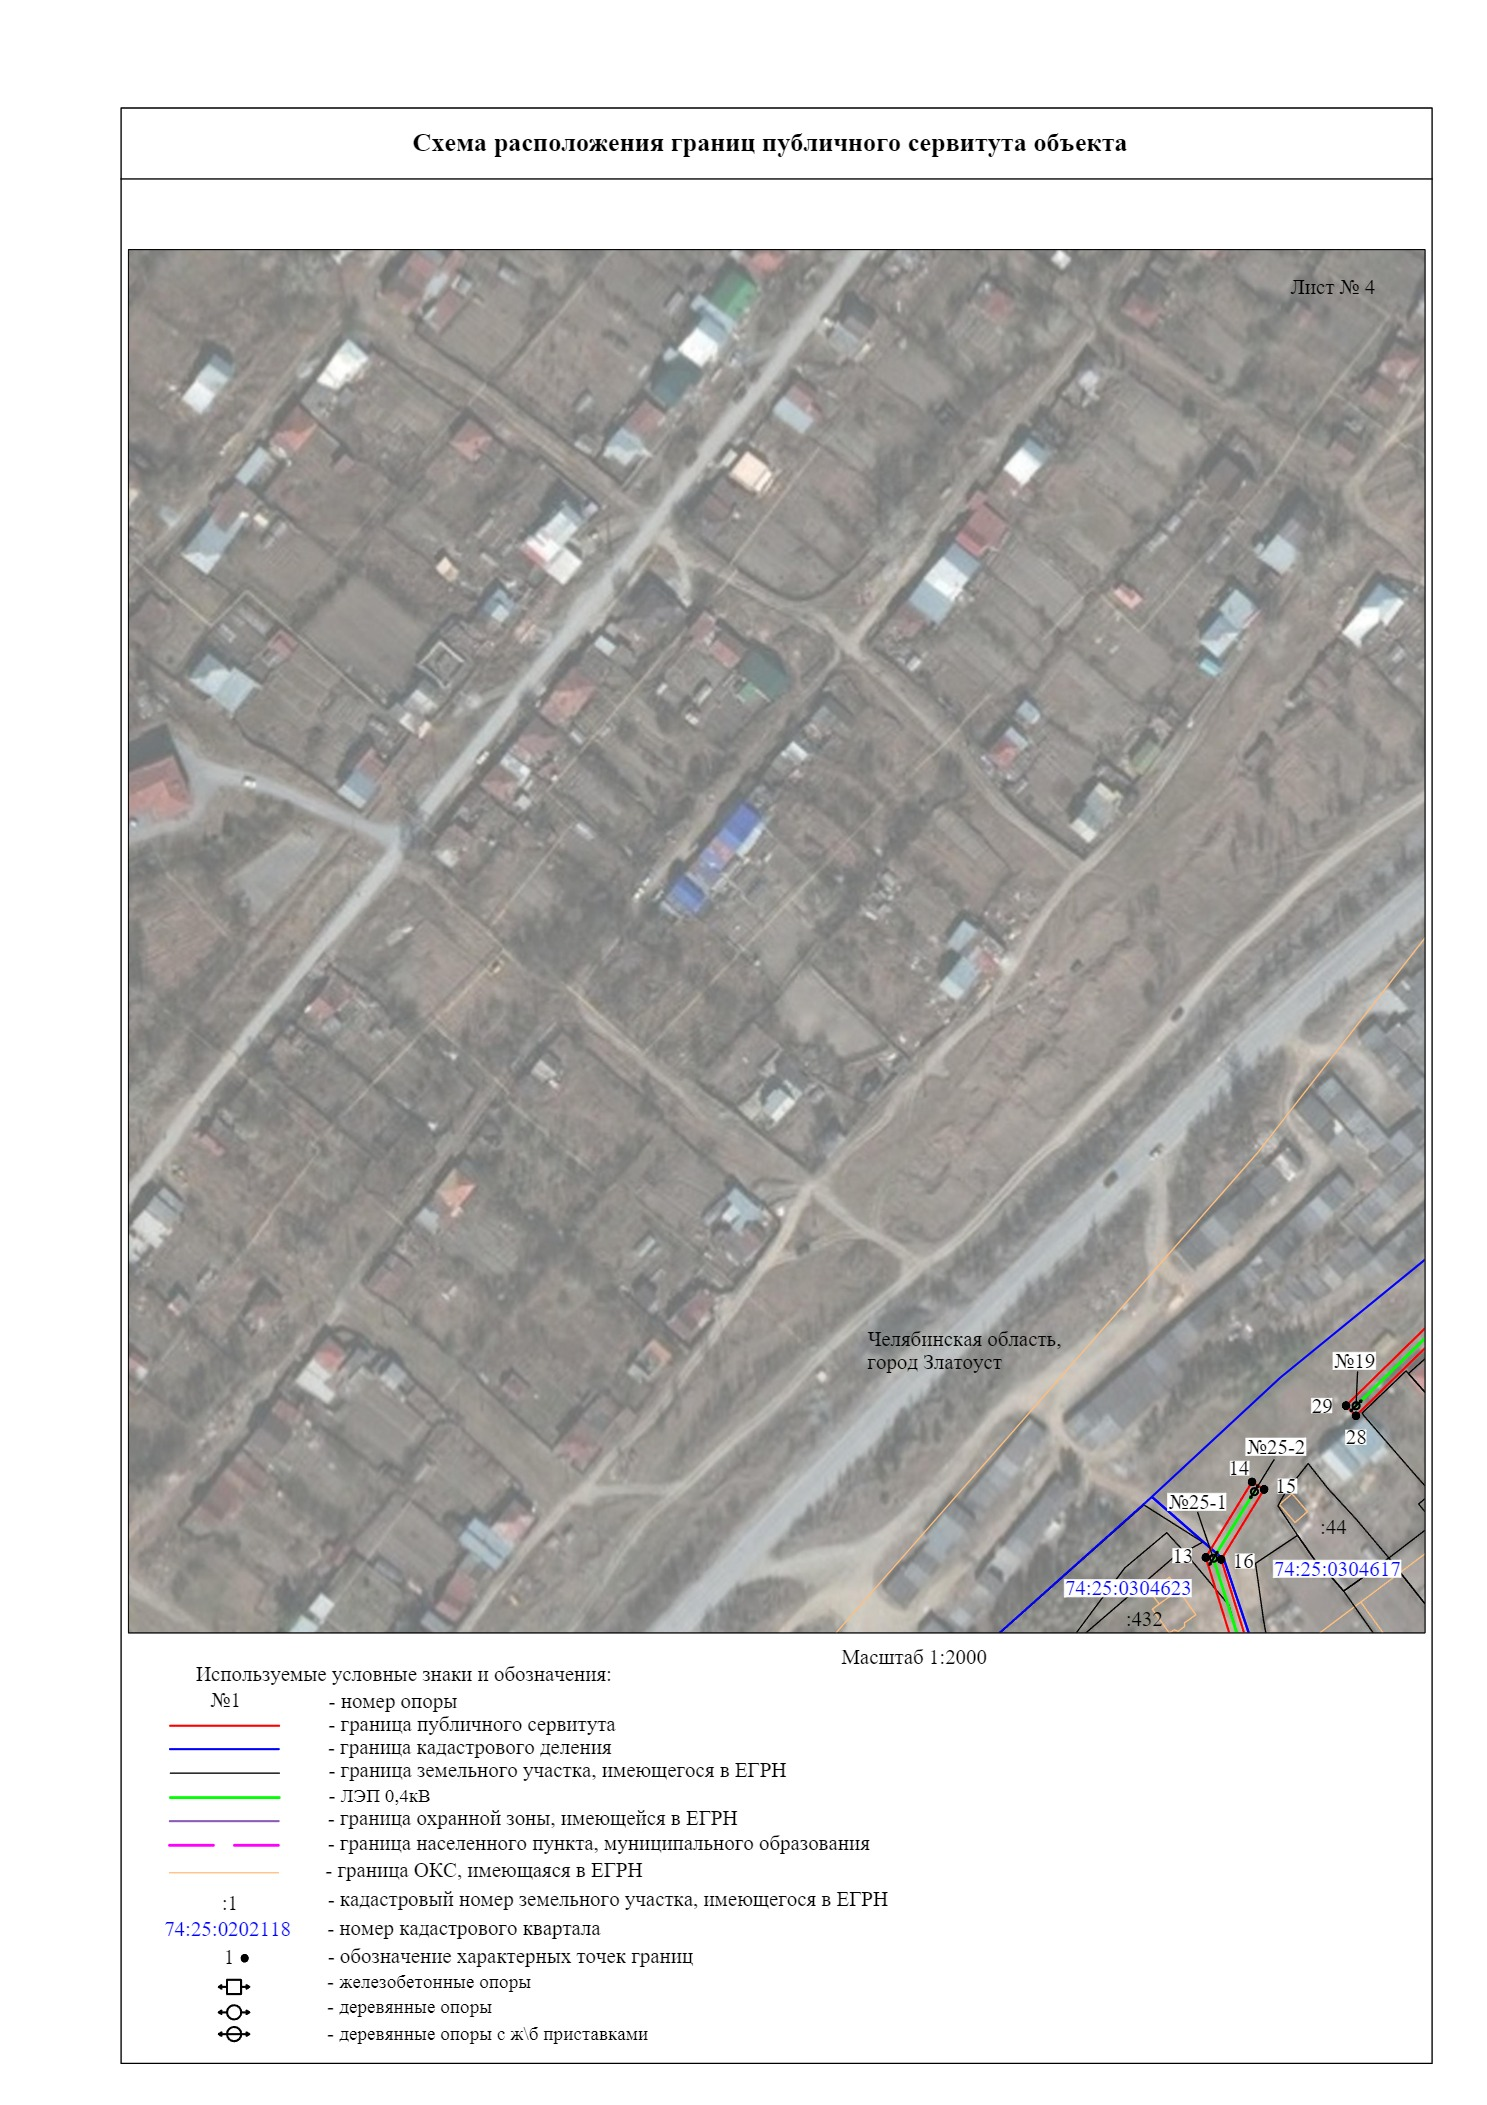 Схема расположения границ публичного сервитута объекта
Лист № 4
Челябинская область,
город Златоуст
№19
29
28
№25-2
14
15
№25-1
:44
13
16
74:25:0304617
74:25:0304623
:432
Масштаб 1:2000
Используемые условные знаки и обозначения:
№1 - номер опоры
- граница публичного сервитута
- граница кадастрового деления
- граница земельного участка, имеющегося в ЕГРН
- ЛЭП 0,4кВ
- граница охранной зоны, имеющейся в ЕГРН
- граница населенного пункта, муниципального образования
- граница ОКС, имеющаяся в ЕГРН
:1 - кадастровый номер земельного участка, имеющегося в ЕГРН
74:25:0202118 - номер кадастрового квартала
1 - обозначение характерных точек границ
- железобетонные опоры
- деревянные опоры
- деревянные опоры с ж\б приставками